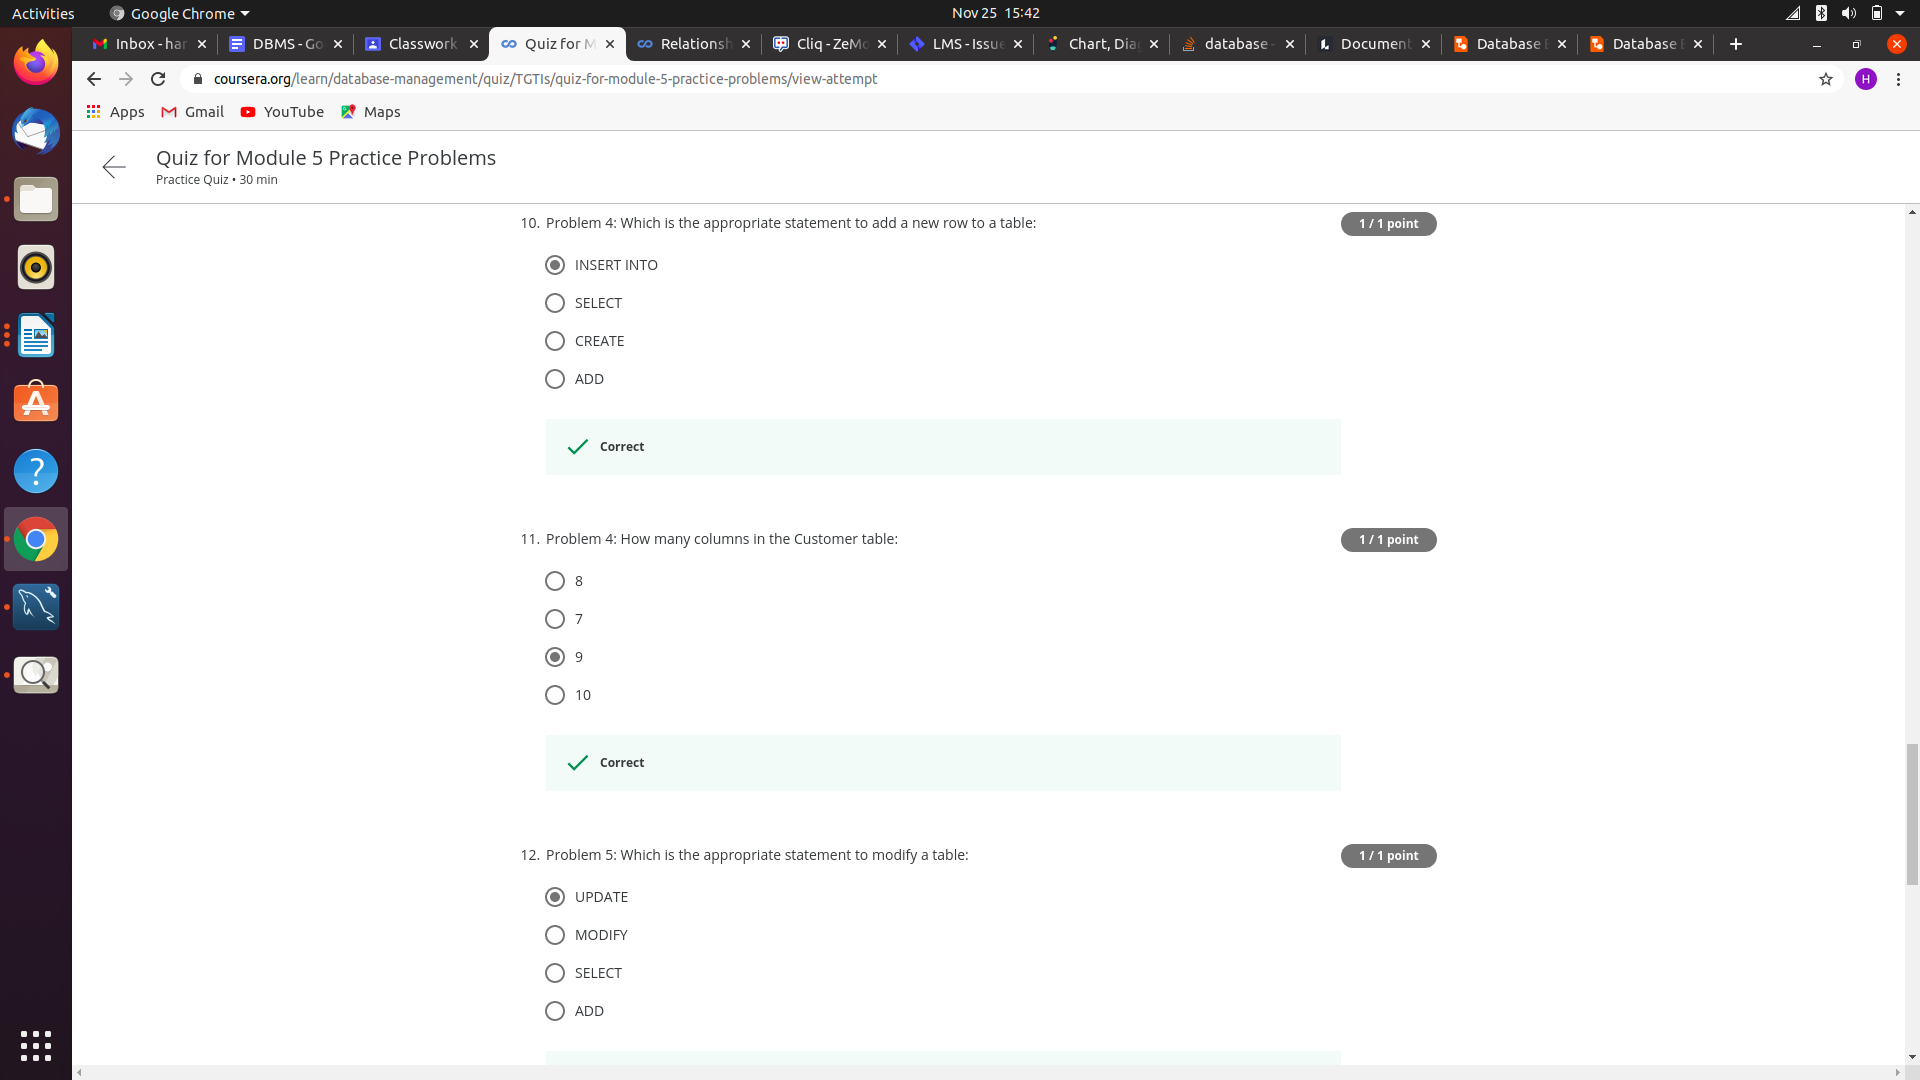 Activities
Google Chrome
Nov 25 15:42
Inbox - har
DBMS - Go
Classwork
Quiz for M
Relationsh
Cliq - ZeMo
LMS - Issue
Chart, Dia
database -
Document
Database E
Database E
coursera.org/learn/database-management/quiz/TGTIs/quiz-for-module-5-practice-problems/view-attempt
H
Apps
Gmail
YouTube
Maps
Quiz for Module 5 Practice Problems
Practice Quiz • 30 min
10. Problem 4: Which is the appropriate statement to add a new row to a table:
1 / 1 point
INSERT INTO
SELECT
CREATE
ADD
Correct
11. Problem 4: How many columns in the Customer table:
1 / 1 point
8
7
9
10
Correct
12. Problem 5: Which is the appropriate statement to modify a table:
1 / 1 point
UPDATE
MODIFY
SELECT
ADD